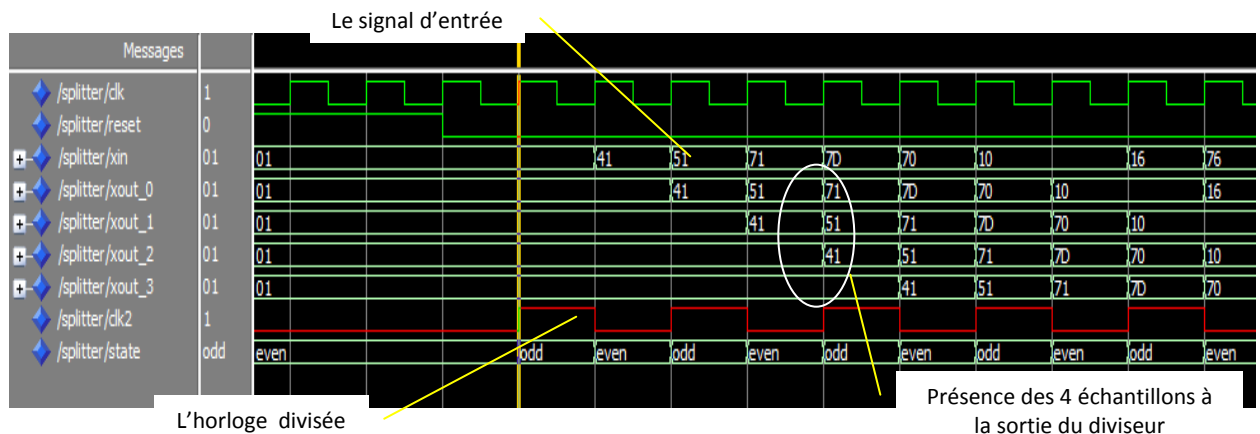 Le signal d'entrée
Messages
/splitter/clk 1
/splitter/reset 0
/splitter/xin 01 01 41 51 71 7D 70 10 16 76
/splitter/xout_0 01 01 41 51 71 7D 70 10 16
/splitter/xout_1 01 01 41 51 71 7D 70 10
/splitter/xout_2 01 01 41 51 71 7D 70 10
/splitter/xout_3 01 01 41 51 71 7D 70
/splitter/clk2 1
/splitter/state odd even odd even odd even odd even odd even odd even
L'horloge divisée
Présence des 4 échantillons à
la sortie du diviseur